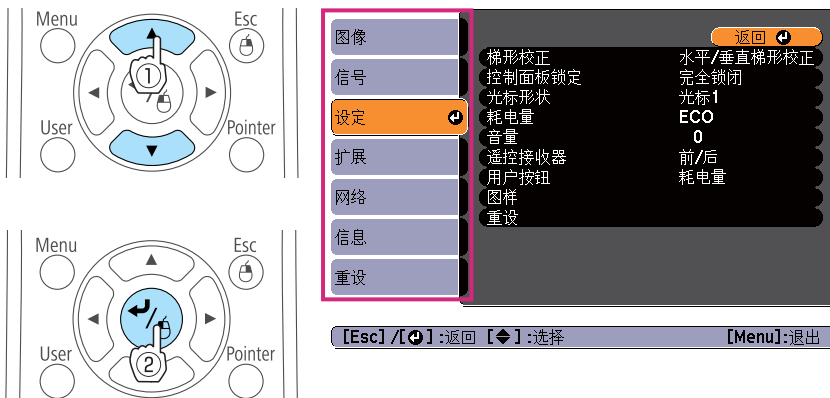 Menu
Esc
①
User
Pointer
Menu
Esc
User
②
Pointer
图像
信号
设定
扩展
网络
信息
重设
返回
梯形校正 水平/垂直梯形校正
控制面板锁定 完全锁闭
光标形状 光标1
耗电量 ECO
音量 0
遥控接收器 前/后
用户按钮 耗电量
图样
重设
[Esc] /[⏎] :返回 [◆] :选择 [Menu]:退出